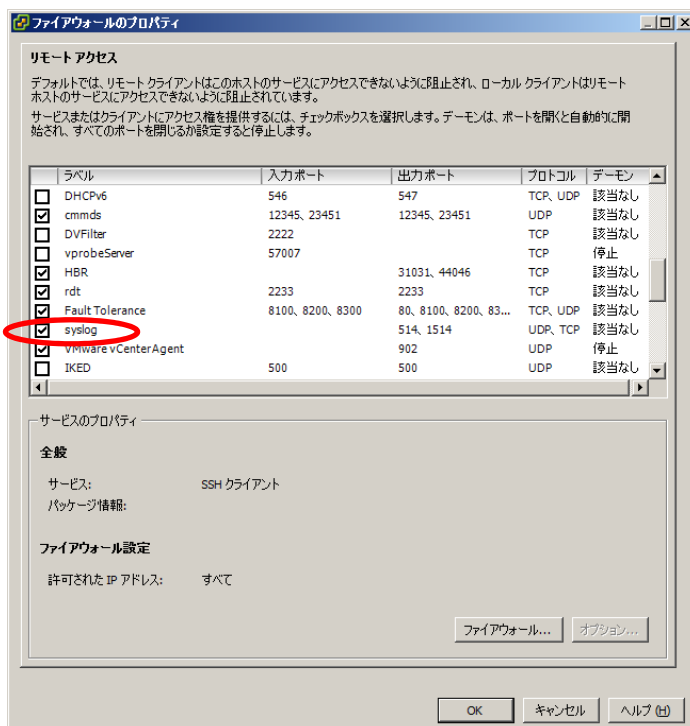 ファイアウォールのプロパティ
リモート アクセス
デフォルトでは、リモート クライアントはこのホストのサービスにアクセスできないように阻止され、ローカル クライアントはリモート
ホストのサービスにアクセスできないように阻止されています。
サービスまたはクライアントにアクセス権を提供するには、チェックボックスを選択します。デーモンは、ポートを開くと自動的に開
始され、すべてのポートを閉じるか設定すると停止します。
ラベル 入力ポート 出力ポート プロトコル デーモン
DHCPv6 546 547 TCP、UDP 該当なし
cmmds 12345、23451 12345、23451 UDP 該当なし
DVFilter 2222 TCP 該当なし
vprobeServer 57007 TCP 停止
HBR 31031、44046 TCP 該当なし
rdt 2233 2233 TCP 該当なし
Fault Tolerance 8100、8200、8300 80、8100、8200、83... TCP、UDP 該当なし
syslog 514、1514 UDP、TCP 該当なし
VMware vCenterAgent 902 UDP 停止
IKED 500 500 UDP 該当なし
サービスのプロパティ
全般
サービス: SSH クライアント
パッケージ情報:
ファイアウォール設定
許可された IP アドレス: すべて
ファイアウォール... オプション...
OK キャンセル ヘルプ (H)